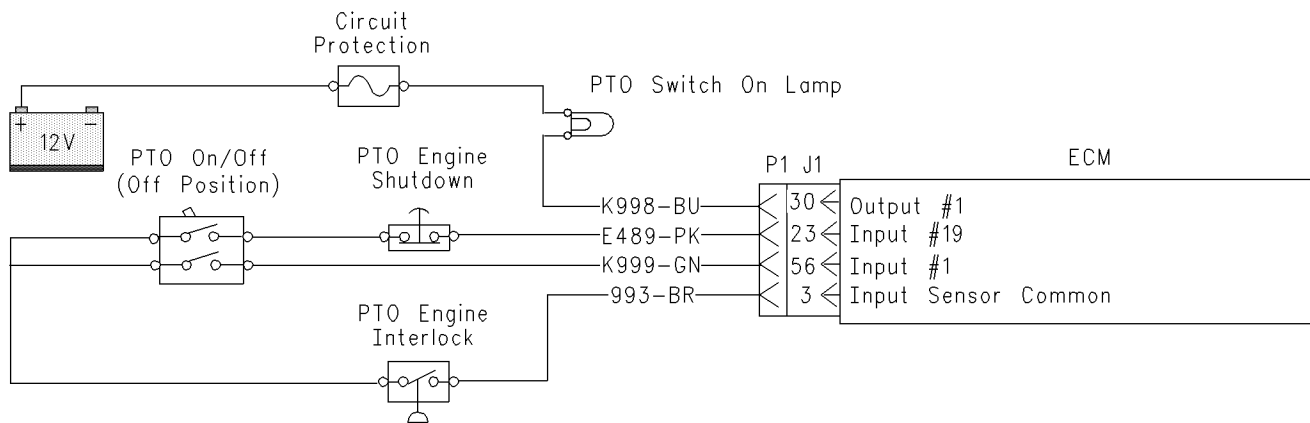 Circuit
Protection
PTO Switch On Lamp
+ -
12V
PTO On/Off
(Off Position)
PTO Engine
Shutdown
P1 J1
ECM
K998-BU 30 Output #1
E489-PK 23 Input #19
K999-GN 56 Input #1
993-BR 3 Input Sensor Common
PTO Engine
Interlock